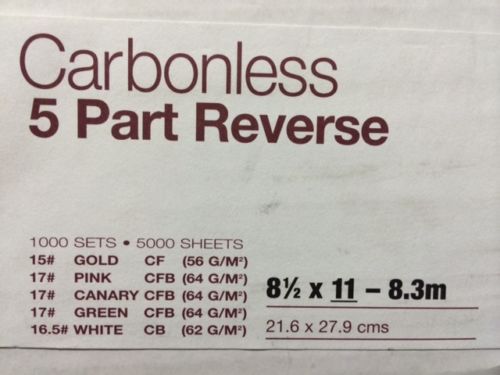 Carbonless
5 Part Reverse
1000 SETS • 5000 SHEETS
15# GOLD CF (56 G/M²)
17# PINK CFB (64 G/M²)
17# CANARY CFB (64 G/M²)
17# GREEN CFB (64 G/M²)
16.5# WHITE CB (62 G/M²)
8½ x 11 – 8.3m
21.6 x 27.9 cms